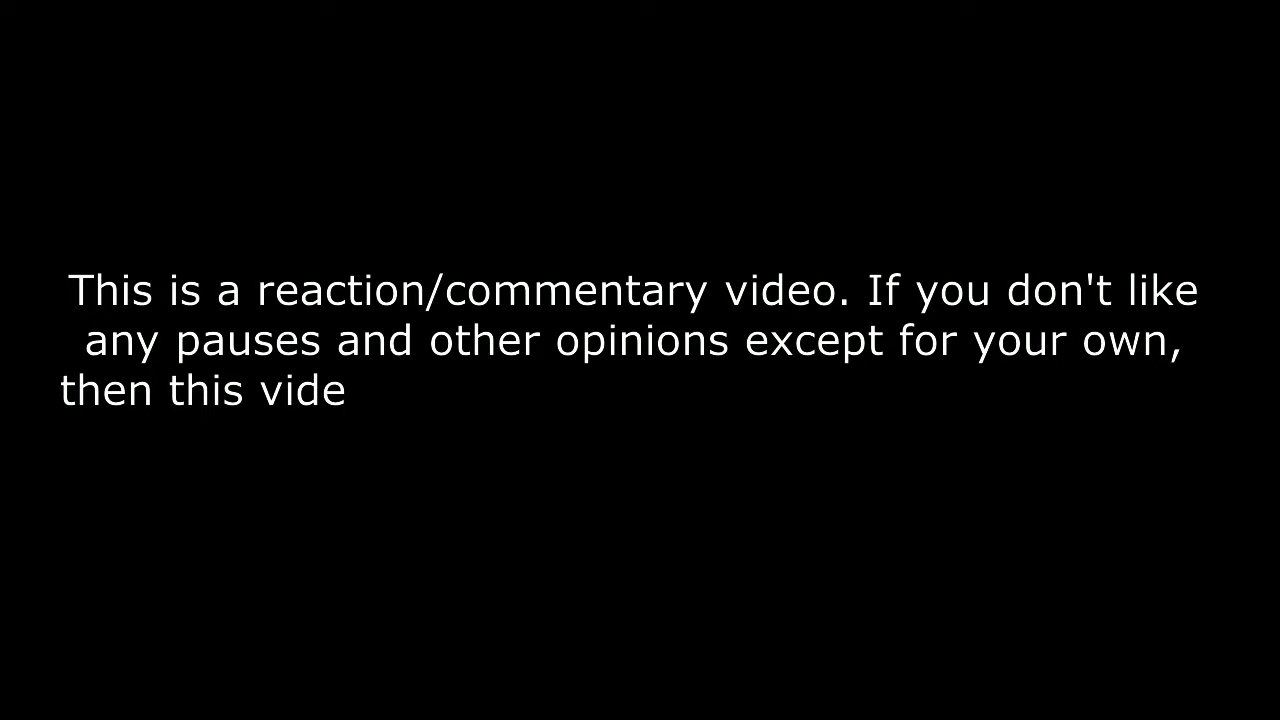 This is a reaction/commentary video. If you don't like
any pauses and other opinions except for your own,
then this vide